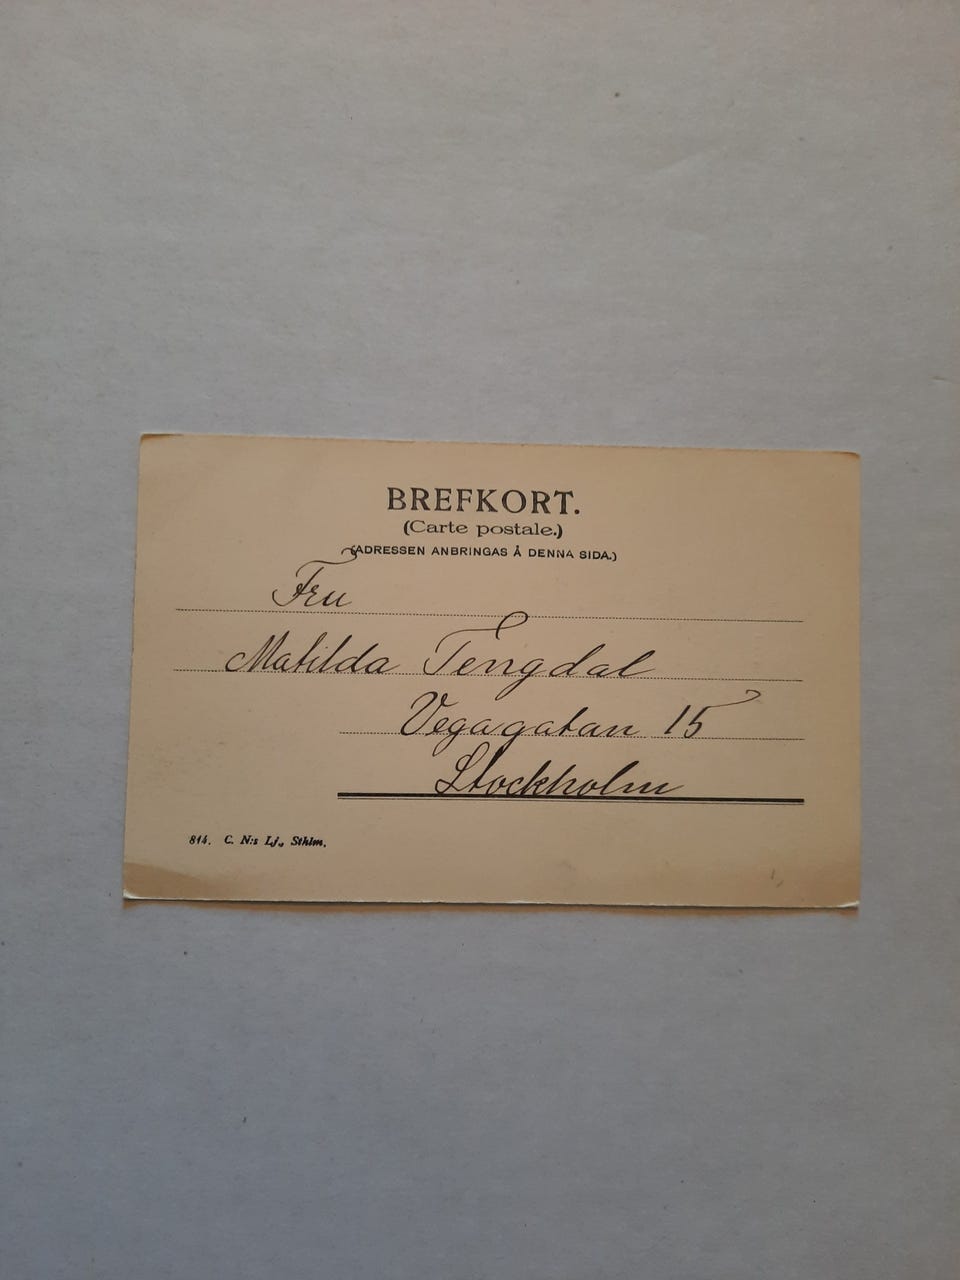 BREFKORT.
(Carte postale.)
(ADRESSEN ANBRINGAS Å DENNA SIDA.)
Fru
Matilda Tengdal
Vegagatan 15
Stockholm
814. C. N:s Lj., Sthlm.